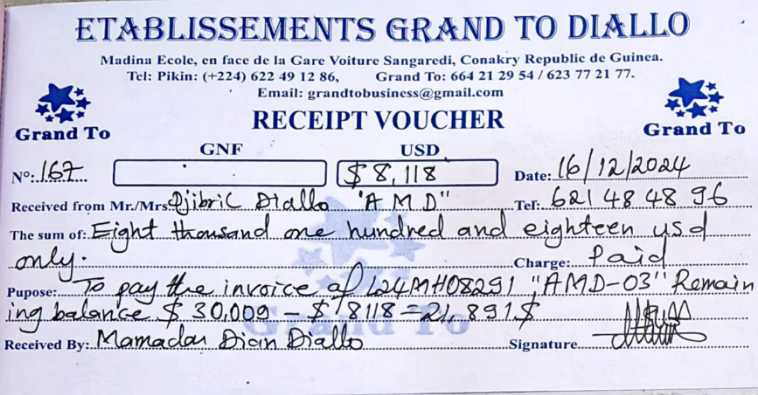 ETABLISSEMENTS GRAND TO DIALLO
Madina Ecole, en face de la Gare Voiture Sangaredi, Conakry Republic de Guinea.
Tel: Pikin: (+224) 622 49 12 86, Grand To: 664 21 29 54 / 623 77 21 77.
Email: grandtobusiness@gmail.com
Grand To
RECEIPT VOUCHER
Grand To
GNF USD
N°: 167 $ 8,118 Date: 16/12/2024
Received from Mr./Mrs. Djibril Diallo "AMD" Tel: 621 48 48 96
The sum of: Eight thousand one hundred and eighteen usd
only. Charge: Paid
Pupose: To pay the invoice of L24MH08291 "AMD-03" Remain
ing balance $ 30,009 - $ 8118 = 21,891 $
Grand To
Received By: Mamadou Dian Diallo Signature